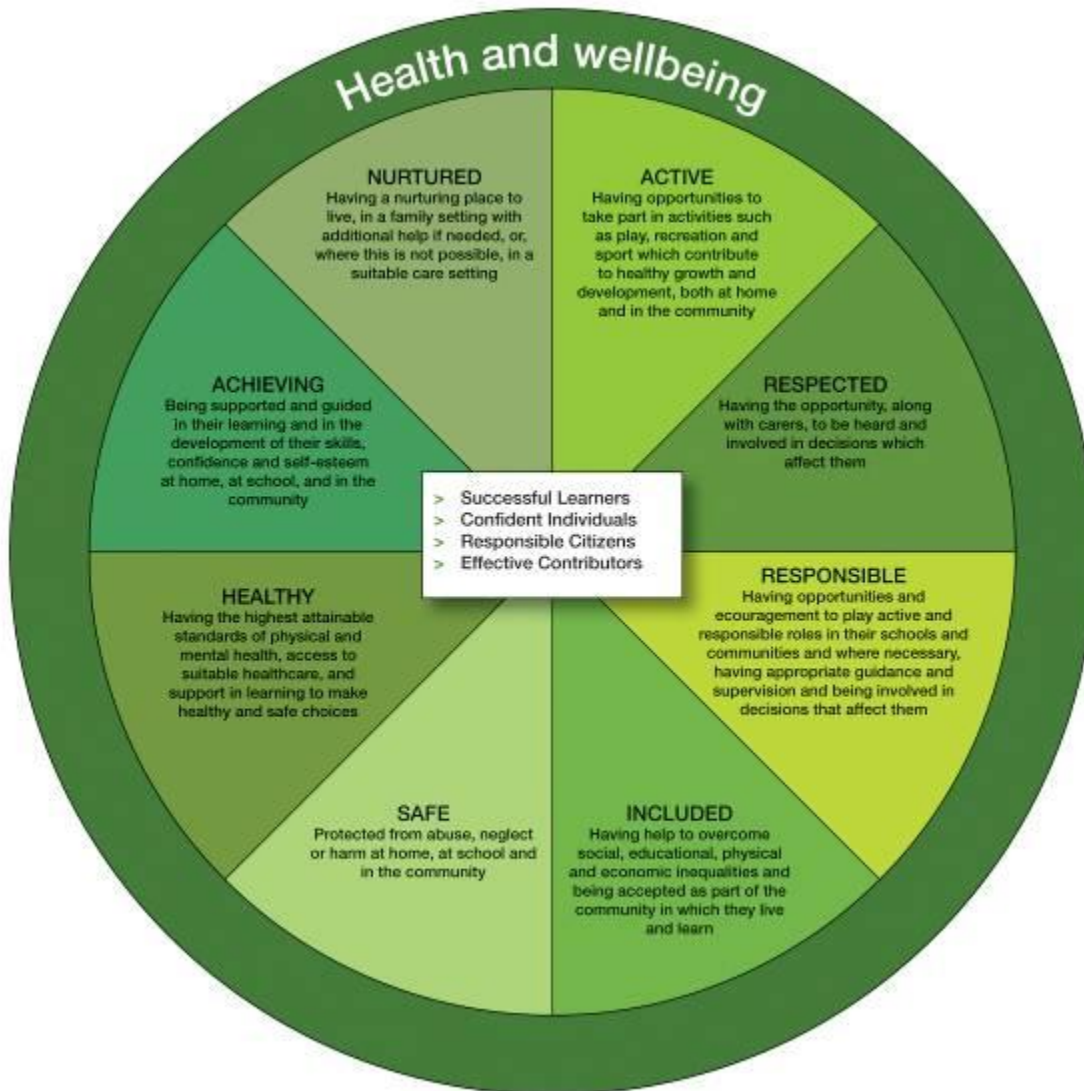 Health and wellbeing
NURTURED
Having a nurturing place to
live, in a family setting with
additional help if needed, or,
where this is not possible, in a
suitable care setting
ACTIVE
Having opportunities to
take part in activities such
as play, recreation and
sport which contribute
to healthy growth and
development, both at home
and in the community
RESPECTED
Having the opportunity, along
with carers, to be heard and
involved in decisions which
affect them
RESPONSIBLE
Having opportunities and
ecouragement to play active and
responsible roles in their schools and
communities and where necessary,
having appropriate guidance and
supervision and being involved in
decisions that affect them
INCLUDED
Having help to overcome
social, educational, physical
and economic inequalities and
being accepted as part of the
community in which they live
and learn
SAFE
Protected from abuse, neglect
or harm at home, at school and
in the community
HEALTHY
Having the highest attainable
standards of physical and
mental health, access to
suitable healthcare, and
support in learning to make
healthy and safe choices
ACHIEVING
Being supported and guided
in their learning and in the
development of their skills,
confidence and self-esteem
at home, at school, and in the
community
> Successful Learners
> Confident Individuals
> Responsible Citizens
> Effective Contributors